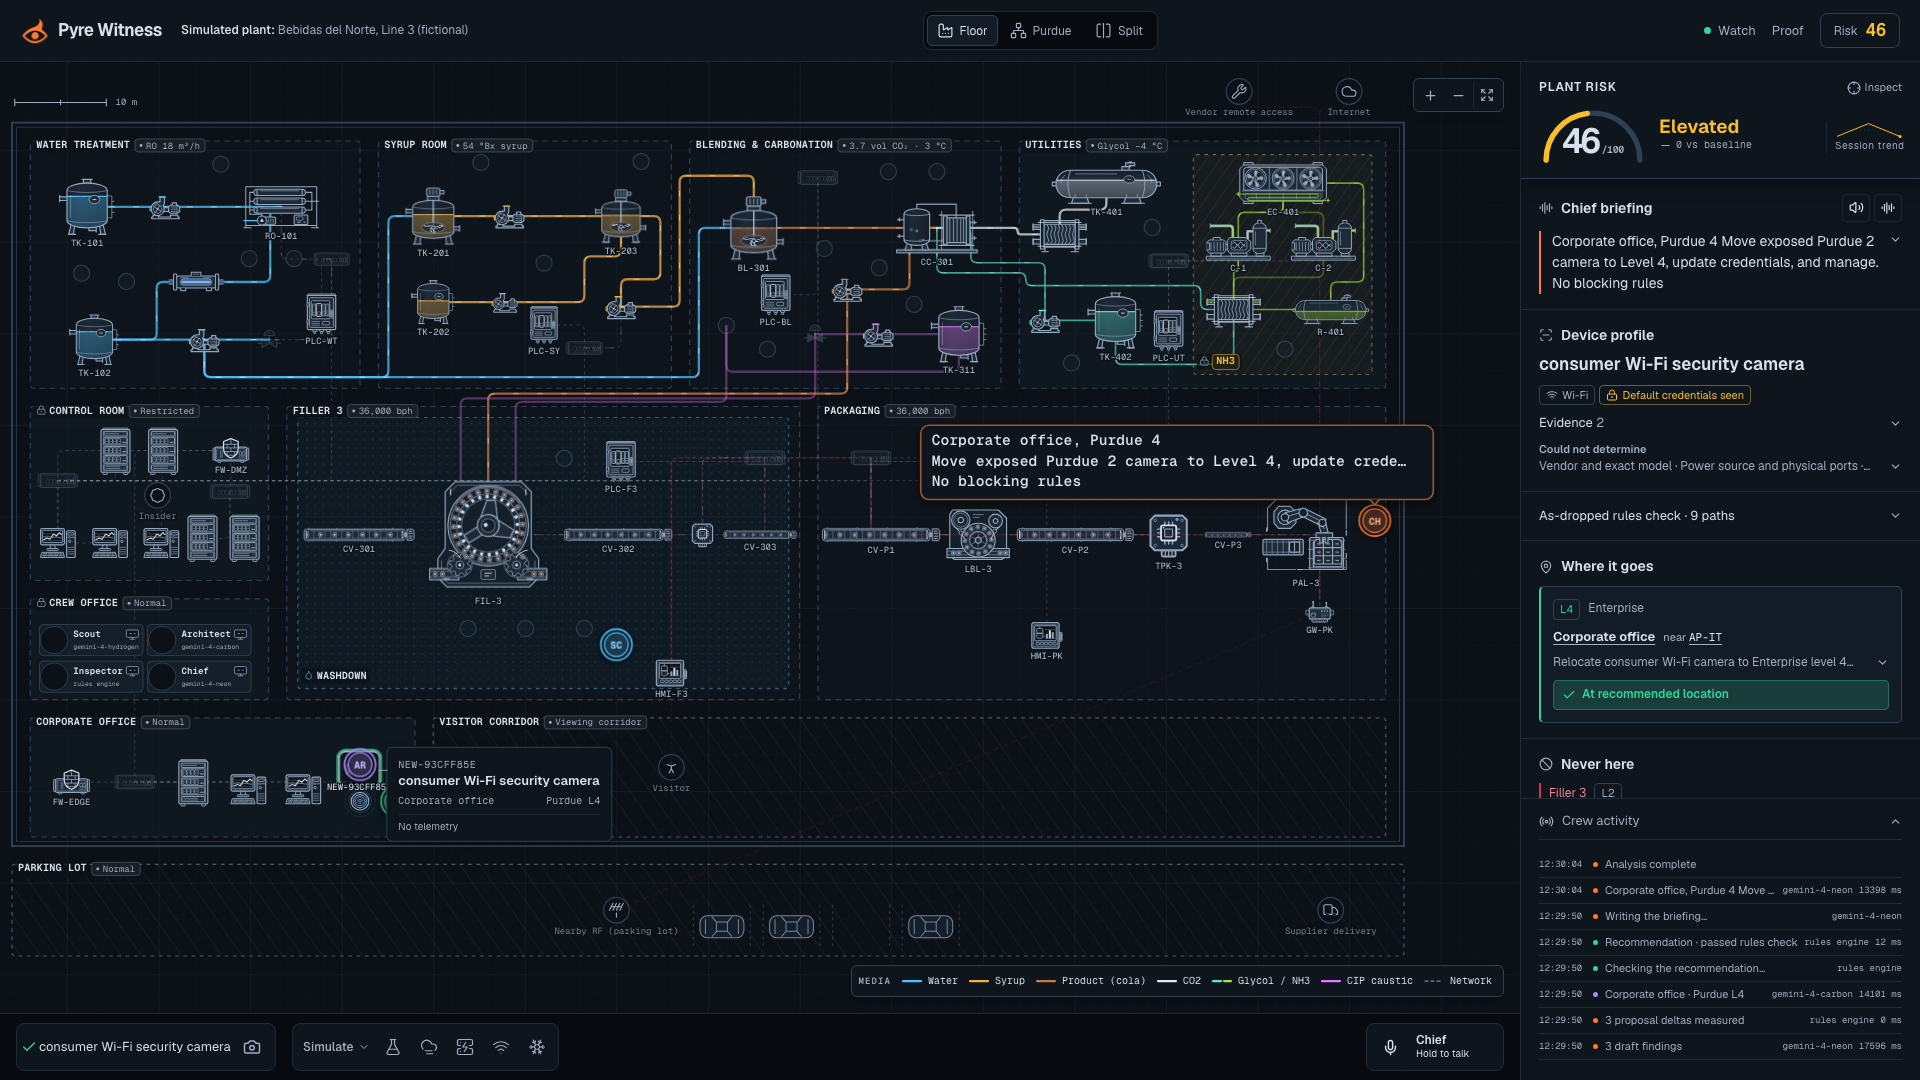 Pyre Witness
Simulated plant: Bebidas del Norte, Line 3 (fictional)
Floor
Purdue
Split
Watch
Proof
Risk 46
10 m
Vendor remote access
Internet
WATER TREATMENT
RO 18 m³/h
SYRUP ROOM
54 °Bx syrup
BLENDING & CARBONATION
3.7 vol CO₂ · 3 °C
UTILITIES
Glycol −4 °C
TK-101
RO-101
TK-102
PLC-WT
TK-201
TK-203
TK-202
PLC-SY
BL-301
CC-301
PLC-BL
TK-311
TK-401
EC-401
C-1
C-2
R-401
TK-402
PLC-UT
NH3
CONTROL ROOM
Restricted
FW-DMZ
Insider
FILLER 3
36,000 bph
PLC-F3
CV-301
FIL-3
CV-302
CV-303
SC
HMI-F3
WASHDOWN
PACKAGING
36,000 bph
Corporate office, Purdue 4
Move exposed Purdue 2 camera to Level 4, update crede…
No blocking rules
CH
CV-P1
LBL-3
CV-P2
TPK-3
CV-P3
PAL-3
GW-PK
HMI-PK
CREW OFFICE
Normal
Scout
gemini-4-hydrogen
Architect
gemini-4-carbon
Inspector
rules engine
Chief
gemini-4-neon
CORPORATE OFFICE
Normal
FW-EDGE
AR
NEW-93CFF85
NEW-93CFF85E
consumer Wi-Fi security camera
Corporate office
Purdue L4
No telemetry
VISITOR CORRIDOR
Viewing corridor
Visitor
PARKING LOT
Normal
Nearby RF (parking lot)
Supplier delivery
MEDIA
Water
Syrup
Product (cola)
CO2
Glycol / NH3
CIP caustic
Network
consumer Wi-Fi security camera
Simulate
Chief
Hold to talk
PLANT RISK
Inspect
46/100
Elevated
— 0 vs baseline
Session trend
Chief briefing
Corporate office, Purdue 4 Move exposed Purdue 2
camera to Level 4, update credentials, and manage.
No blocking rules
Device profile
consumer Wi-Fi security camera
Wi-Fi
Default credentials seen
Evidence 2
Could not determine
Vendor and exact model · Power source and physical ports ·…
As-dropped rules check · 9 paths
Where it goes
L4 Enterprise
Corporate office near AP-IT
Relocate consumer Wi-Fi camera to Enterprise level 4…
At recommended location
Never here
Filler 3 L2
Crew activity
12:30:04 Analysis complete
12:30:04 Corporate office, Purdue 4 Move … gemini-4-neon 13398 ms
12:29:50 Writing the briefing… gemini-4-neon
12:29:50 Recommendation · passed rules check rules engine 12 ms
12:29:50 Checking the recommendation… rules engine
12:29:50 Corporate office · Purdue L4 gemini-4-carbon 14101 ms
12:29:50 3 proposal deltas measured rules engine 0 ms
12:29:50 3 draft findings gemini-4-neon 17596 ms